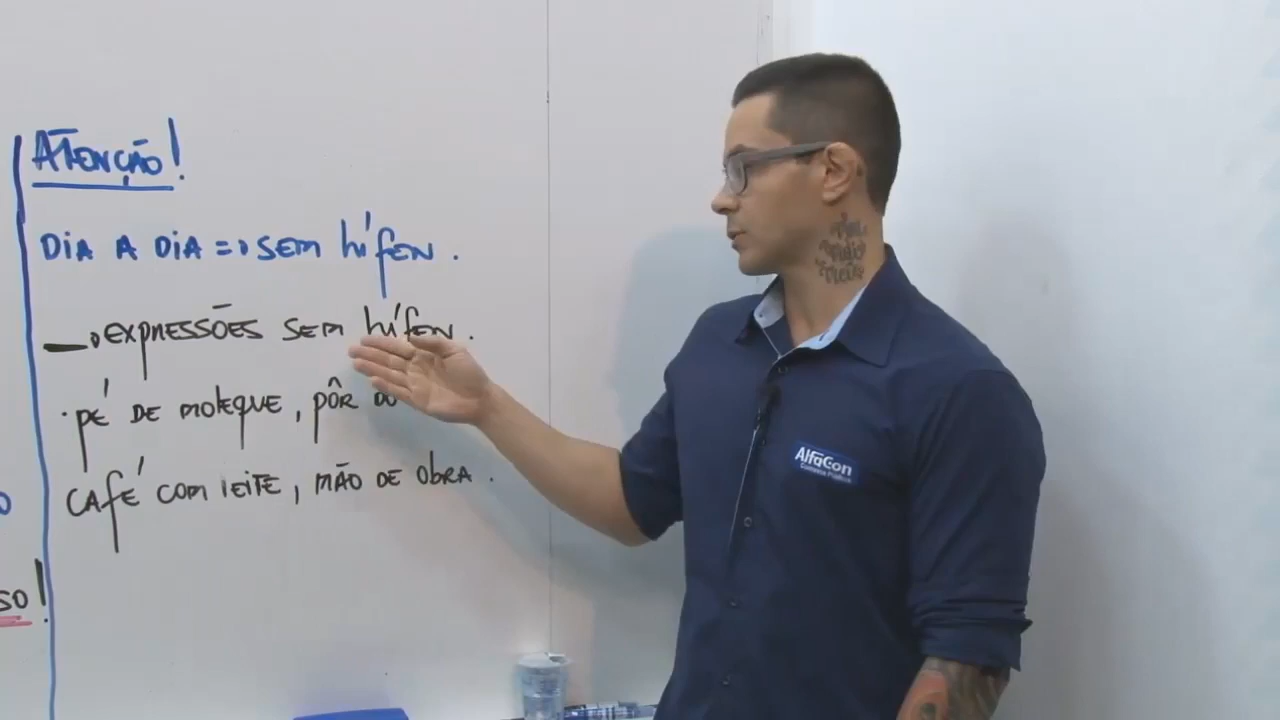 ATENÇÃO!
DIA A DIA => SEM hífEN.
EXPRESSÕES SEM hífEN.
· PÉ DE MOLEQUE, PÔR DO
CAFÉ COM LEITE, MÃO DE OBRA.
SO!
AlfaCon